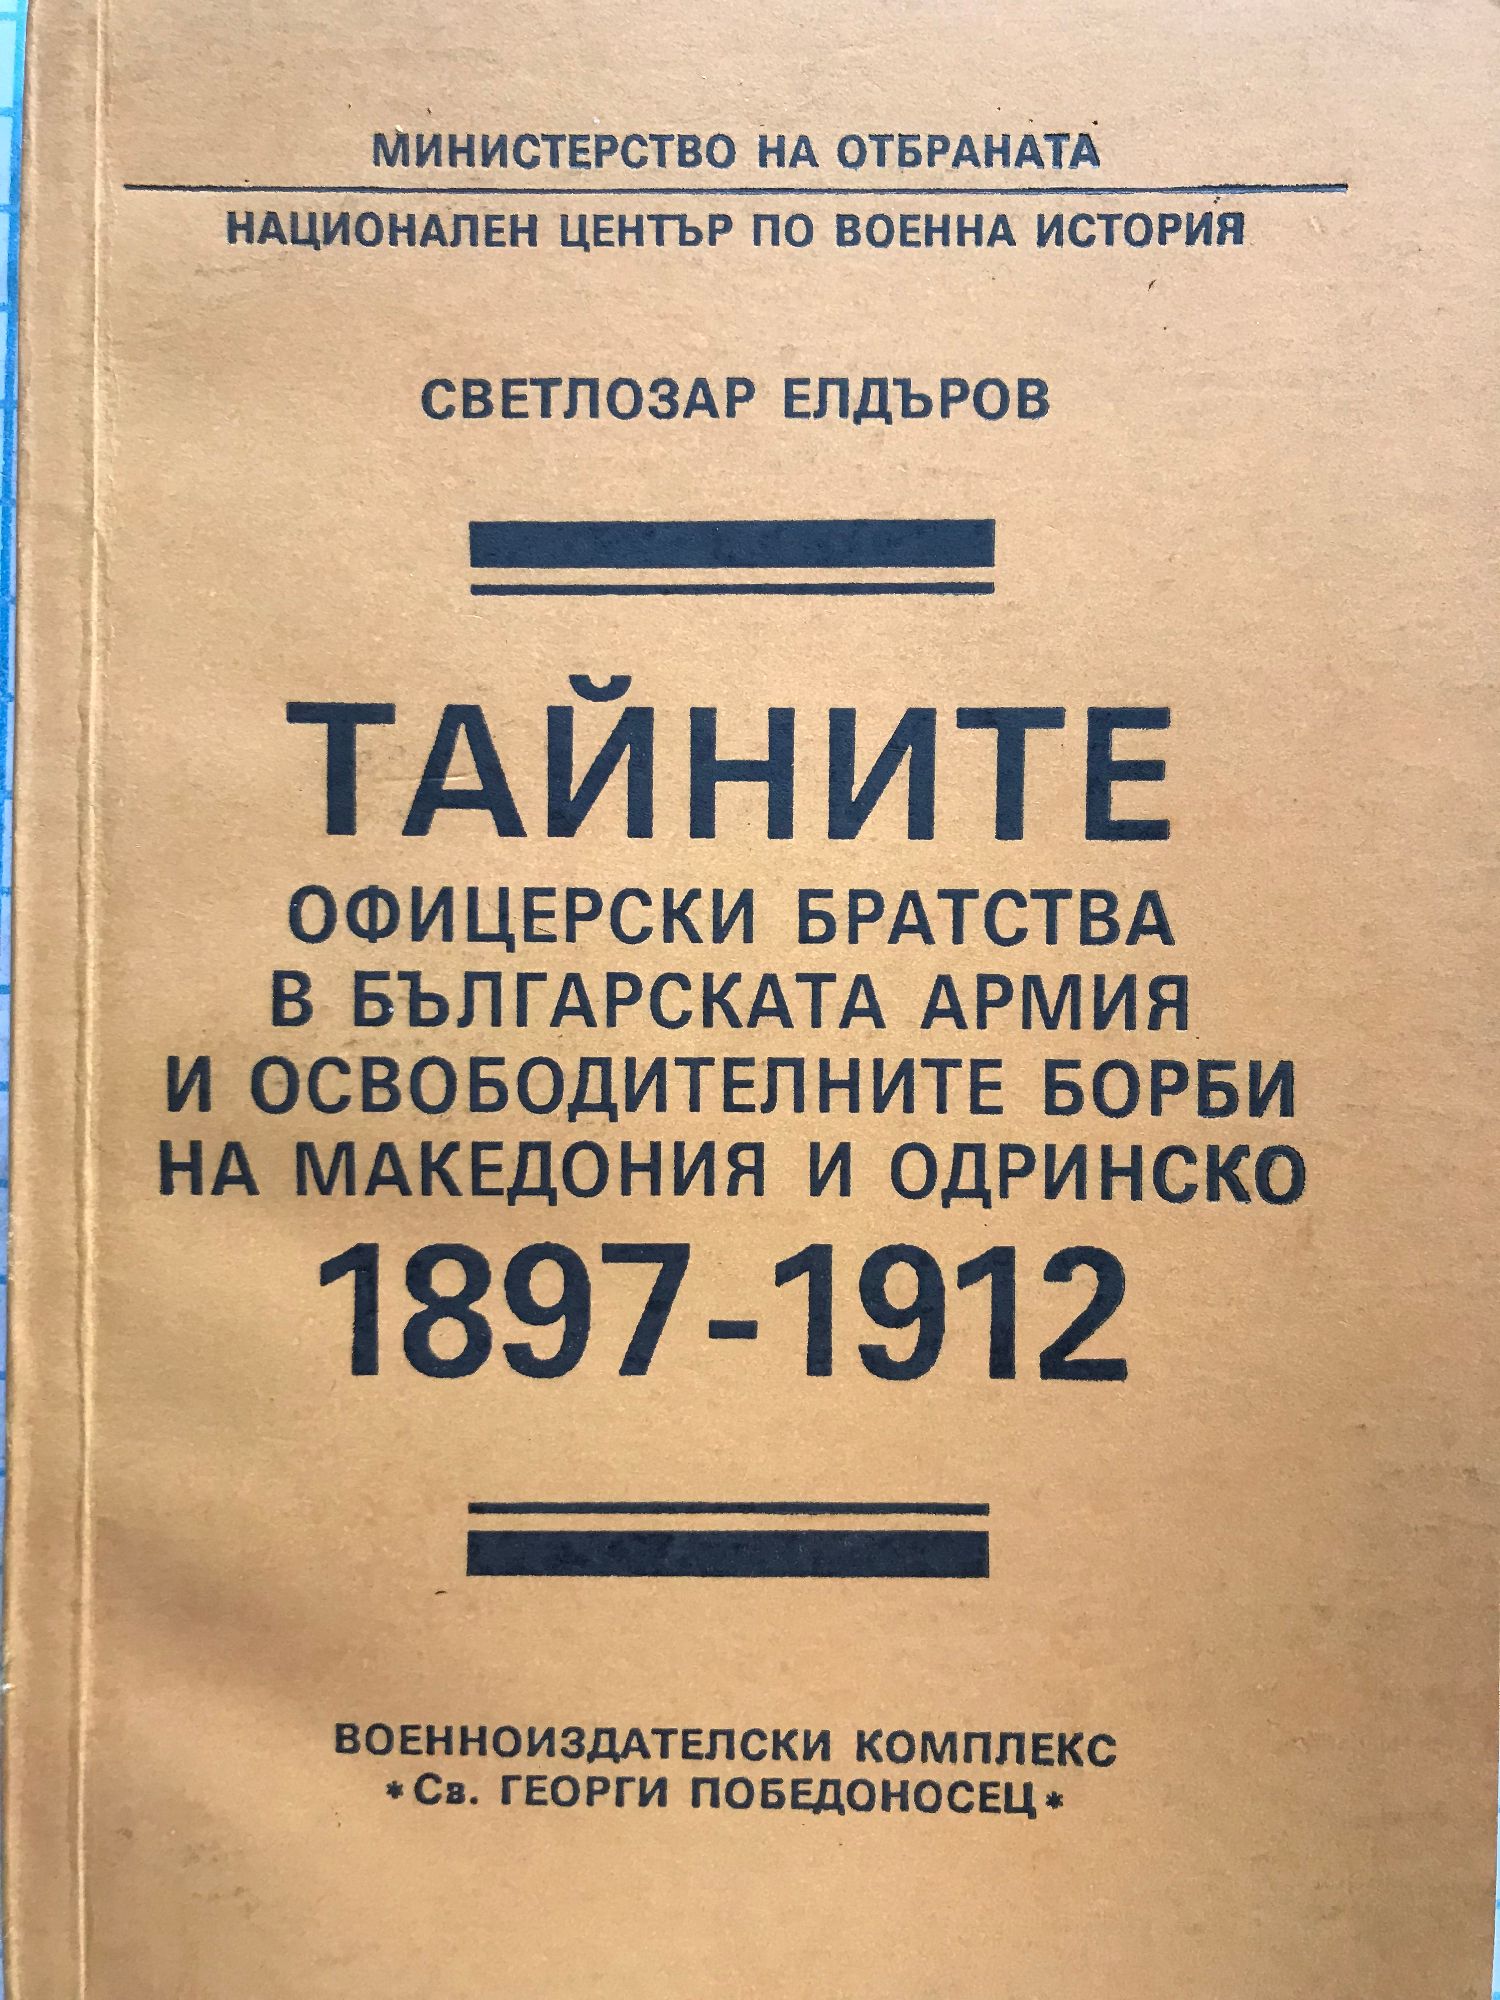 МИНИСТЕРСТВО НА ОТБРАНАТА
НАЦИОНАЛЕН ЦЕНТЪР ПО ВОЕННА ИСТОРИЯ
СВЕТЛОЗАР ЕЛДЪРОВ
ТАЙНИТЕ
ОФИЦЕРСКИ БРАТСТВА
В БЪЛГАРСКАТА АРМИЯ
И ОСВОБОДИТЕЛНИТЕ БОРБИ
НА МАКЕДОНИЯ И ОДРИНСКО
1897-1912
ВОЕННОИЗДАТЕЛСКИ КОМПЛЕКС
*Св. ГЕОРГИ ПОБЕДОНОСЕЦ*